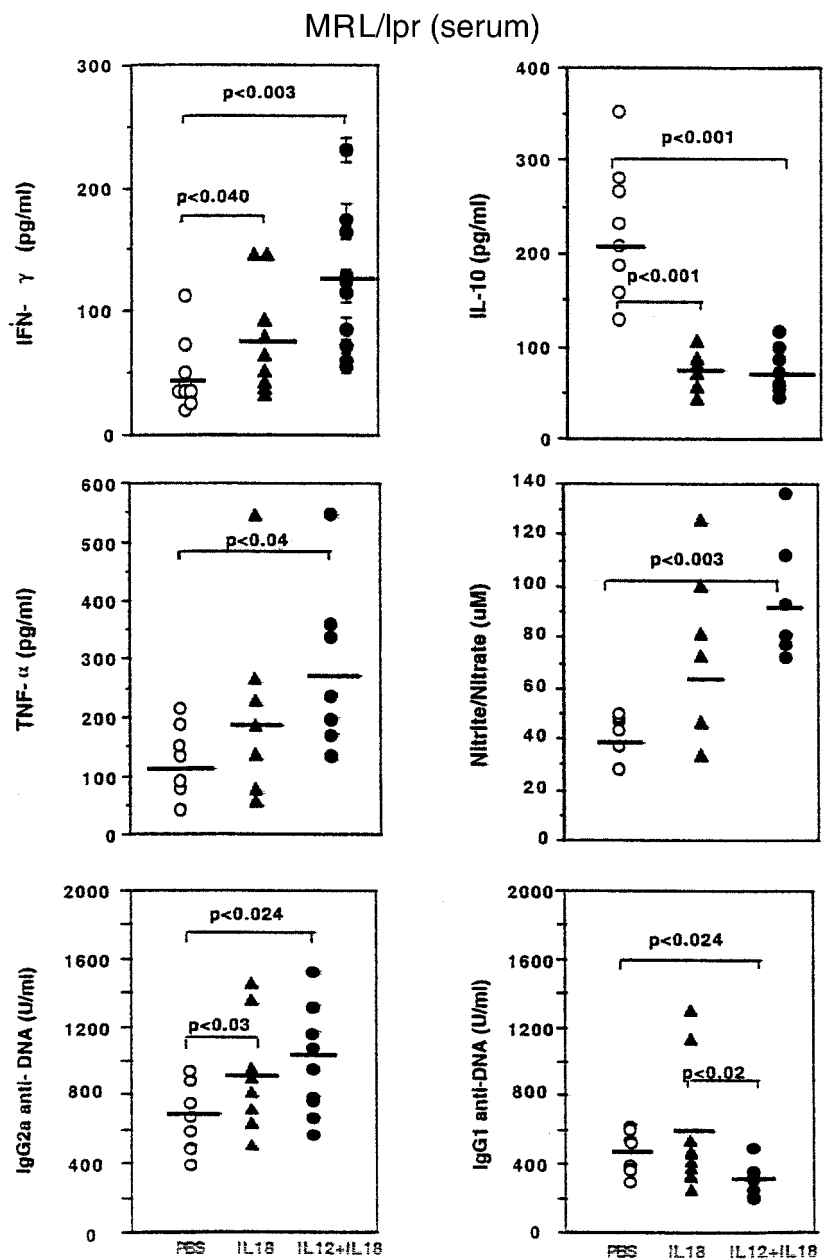 MRL/lpr (serum)
IFN- γ (pg/ml)
300
200
100
0
p<0.003
p<0.040
IL-10 (pg/ml)
400
300
200
100
0
p<0.001
p<0.001
TNF- α (pg/ml)
600
500
400
300
200
100
0
p<0.04
Nitrite/Nitrate (uM)
140
120
100
80
60
40
20
0
p<0.003
IgG2a anti- DNA (U/ml)
2000
1600
1200
800
400
0
p<0.024
p<0.03
PBS IL18 IL12+IL18
IgG1 anti-DNA (U/ml)
2000
1600
1200
800
400
0
p<0.024
p<0.02
PBS IL18 IL12+IL18